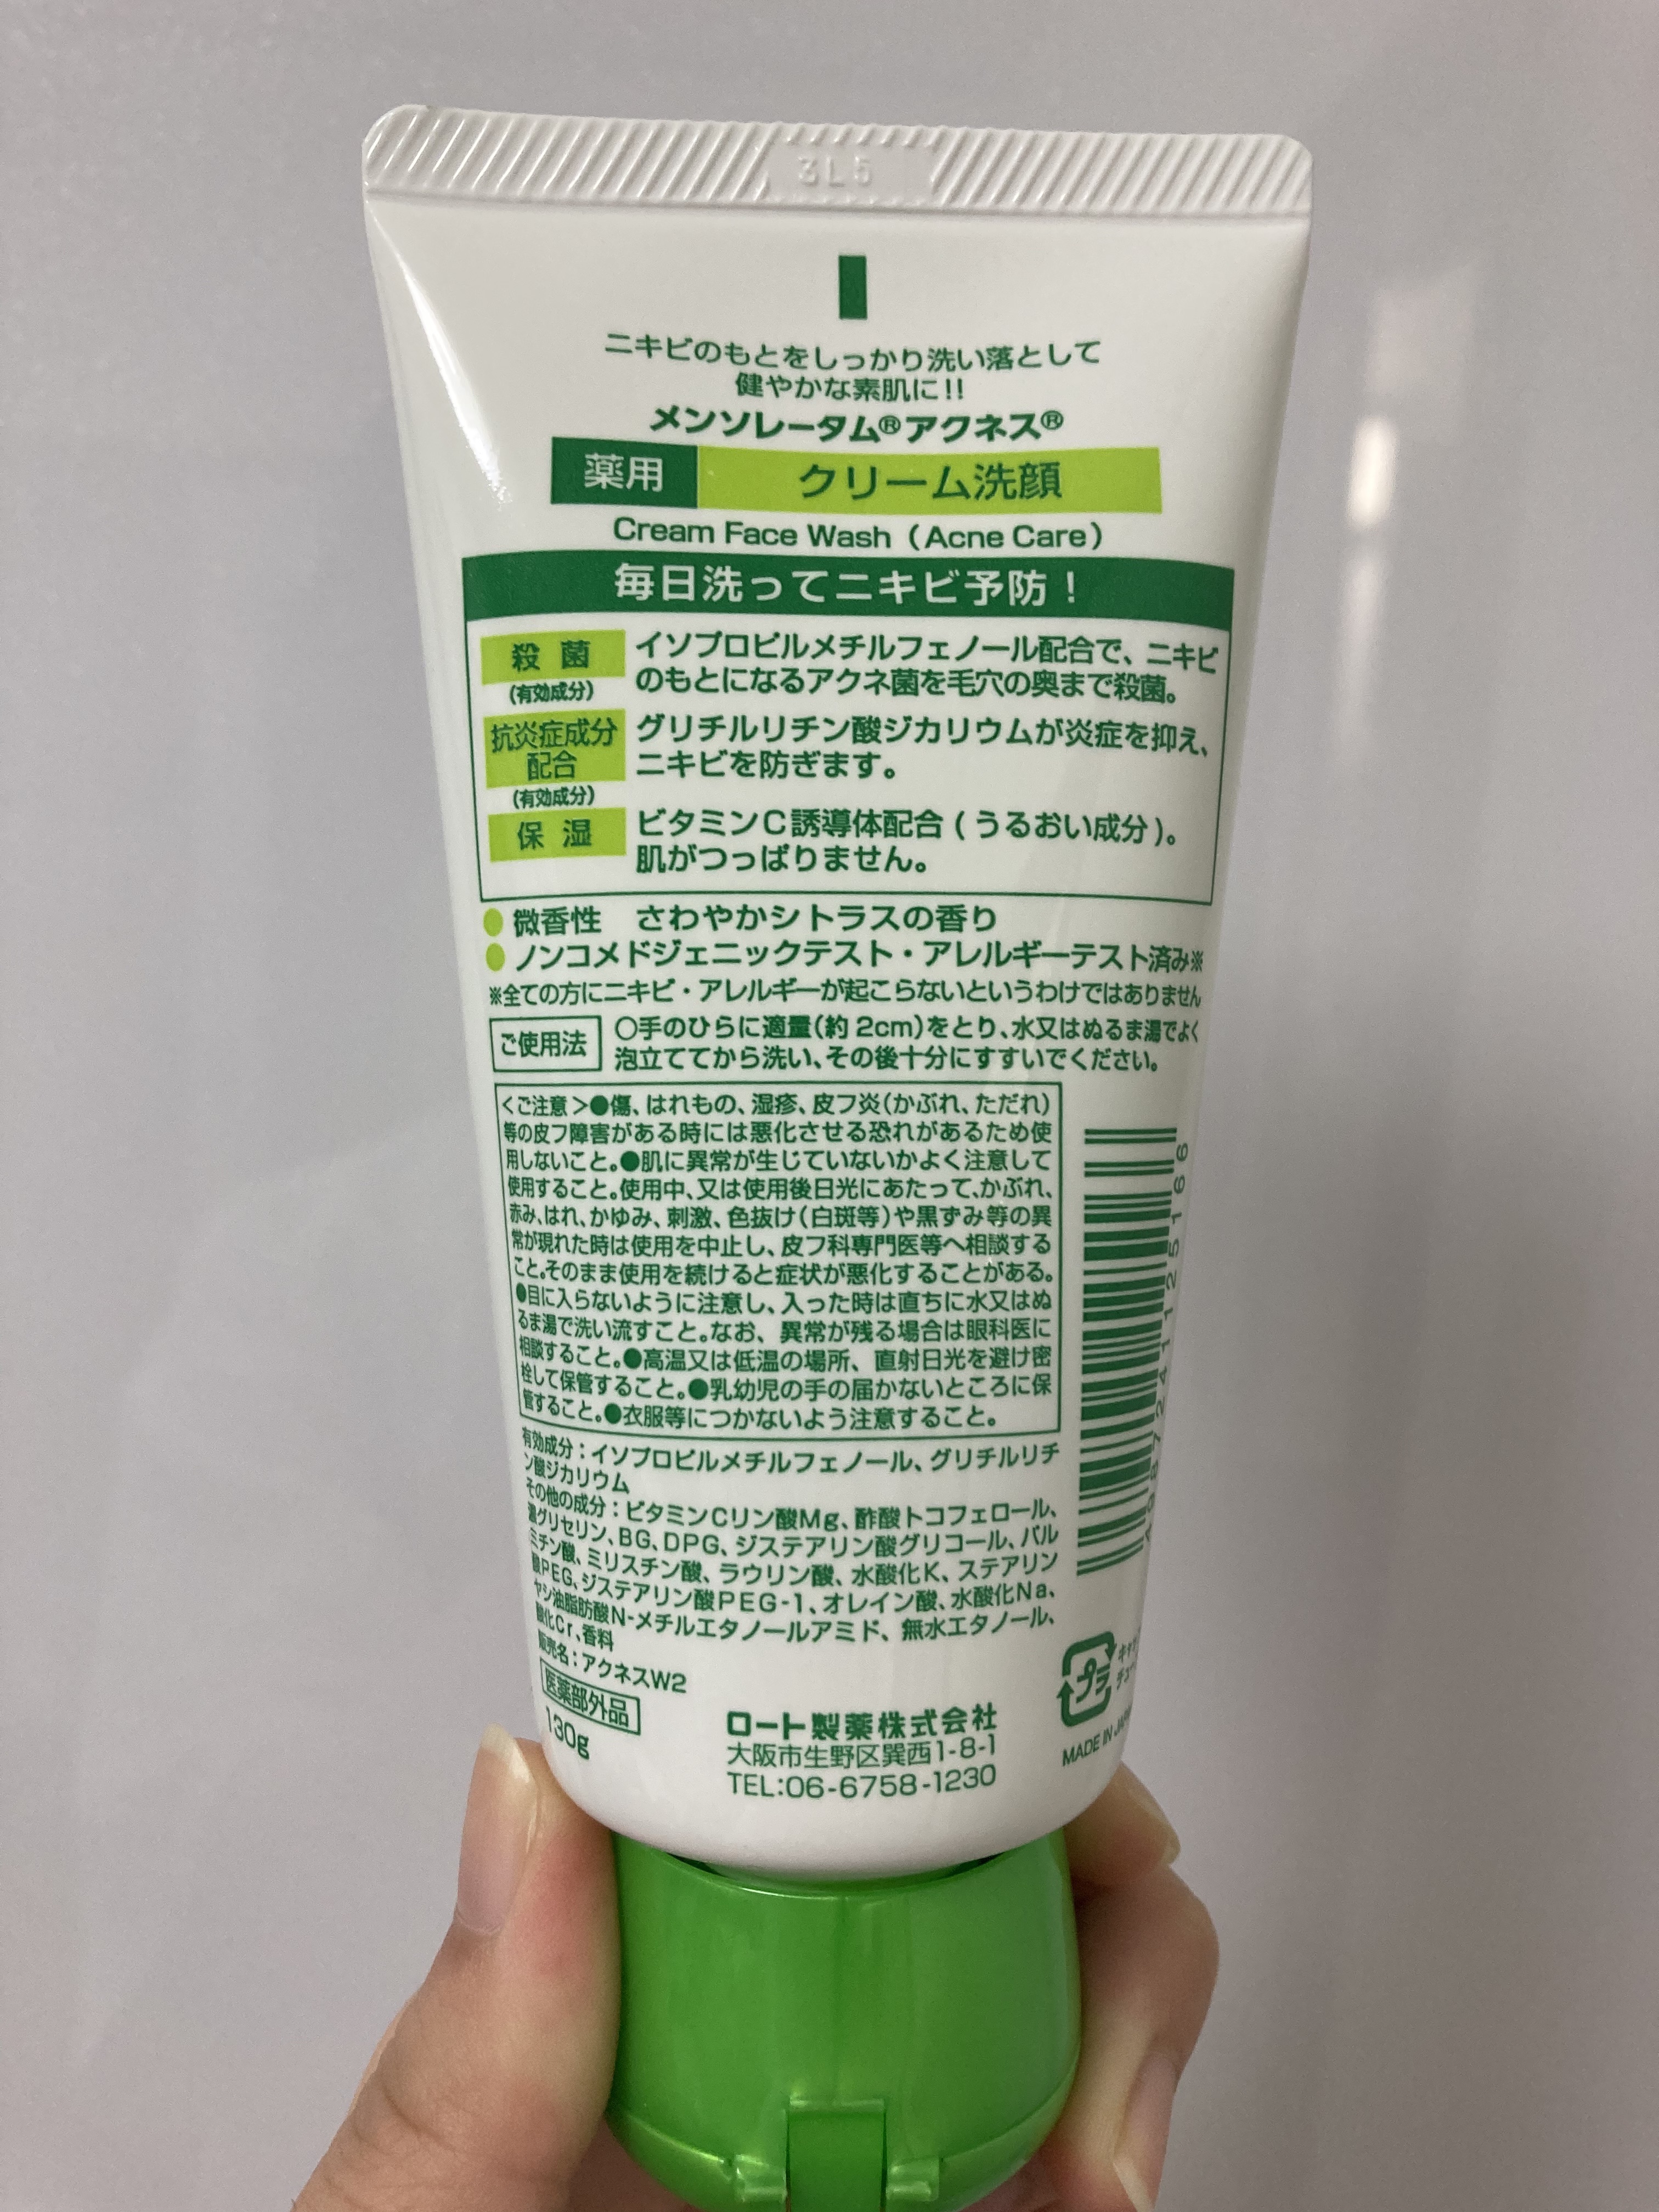 3L5
ニキビのもとをしっかり洗い落として
健やかな素肌に!!
メンソレータム®アクネス®
薬用 クリーム洗顔
Cream Face Wash（Acne Care）
毎日洗ってニキビ予防！
殺菌
(有効成分)
イソプロピルメチルフェノール配合で、ニキビ
のもとになるアクネ菌を毛穴の奥まで殺菌。
抗炎症成分
配合
(有効成分)
グリチルリチン酸ジカリウムが炎症を抑え、
ニキビを防ぎます。
保湿
ビタミンC誘導体配合(うるおい成分)。
肌がつっぱりません。
●微香性　さわやかシトラスの香り
●ノンコメドジェニックテスト・アレルギーテスト済み※
※全ての方にニキビ・アレルギーが起こらないというわけではありません
ご使用法
○手のひらに適量(約2cm)をとり、水又はぬるま湯でよく
泡立ててから洗い、その後十分にすすいでください。
＜ご注意＞●傷、はれもの、湿疹、皮フ炎(かぶれ、ただれ)
等の皮フ障害がある時には悪化させる恐れがあるため使
用しないこと。●肌に異常が生じていないかよく注意して
使用すること。使用中、又は使用後日光にあたって、かぶれ、
赤み、はれ、かゆみ、刺激、色抜け(白斑等)や黒ずみ等の異
常が現れた時は使用を中止し、皮フ科専門医等へ相談する
こと。そのまま使用を続けると症状が悪化することがある。
●目に入らないように注意し、入った時は直ちに水又はぬ
るま湯で洗い流すこと。なお、異常が残る場合は眼科医に
相談すること。●高温又は低温の場所、直射日光を避け密
栓して保管すること。●乳幼児の手の届かないところに保
管すること。●衣服等につかないよう注意すること。
有効成分：イソプロピルメチルフェノール、グリチルリチ
ン酸ジカリウム
その他の成分：ビタミンCリン酸Mg、酢酸トコフェロール、
濃グリセリン、BG、DPG、ジステアリン酸グリコール、パル
ミチン酸、ミリスチン酸、ラウリン酸、水酸化K、ステアリン
酸PEG、ジステアリン酸PEG-1、オレイン酸、水酸化Na、
ヤシ油脂肪酸N-メチルエタノールアミド、無水エタノール、
酸化Cr、香料
販売名：アクネスW2
医薬部外品
130g
ロート製薬株式会社
大阪市生野区巽西1-8-1
TEL:06-6758-1230
4987241125166
プラ
MADE IN